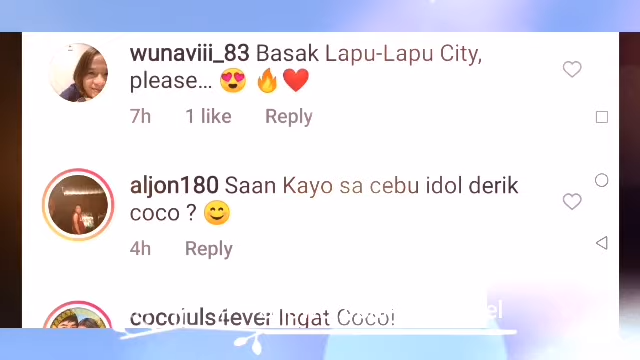 wunaviii_83 Basak Lapu-Lapu City,
please... 😍 🔥❤️
7h 1 like Reply
aljon180 Saan Kayo sa cebu idol derik
coco ? 😊
4h Reply
cocojuls4ever Ingat Coco!